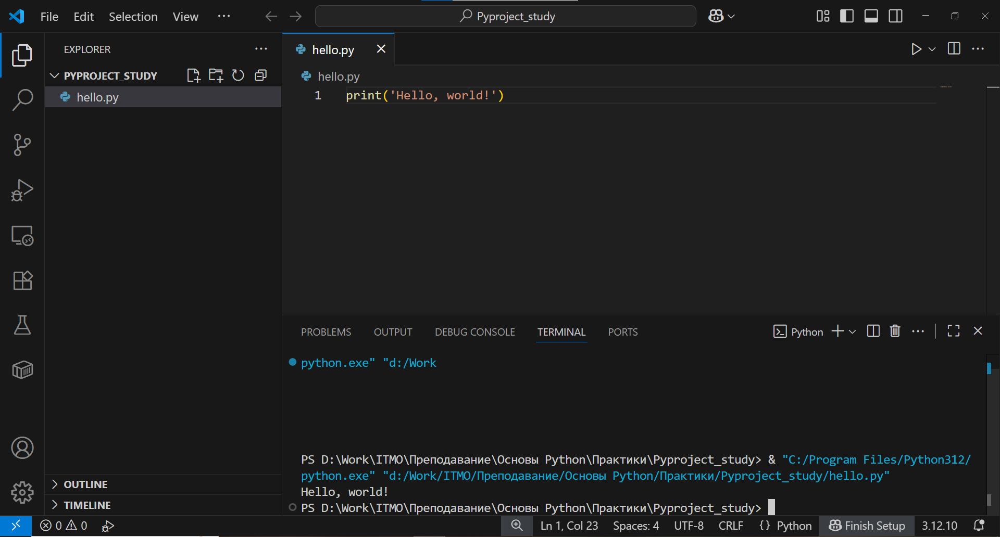 File Edit Selection View ...
Pyproject_study
EXPLORER
PYPROJECT_STUDY
hello.py
OUTLINE
TIMELINE
hello.py
hello.py
1 print('Hello, world!')
PROBLEMS OUTPUT DEBUG CONSOLE TERMINAL PORTS
Python
python.exe" "d:/Work
PS D:\Work\ITMO\Преподавание\Основы Python\Практики\Pyproject_study> & "C:/Program Files/Python312/
python.exe" "d:/Work/ITMO/Преподавание/Основы Python/Практики/Pyproject_study/hello.py"
Hello, world!
PS D:\Work\ITMO\Преподавание\Основы Python\Практики\Pyproject_study>
0 0 Ln 1, Col 23 Spaces: 4 UTF-8 CRLF {} Python Finish Setup 3.12.10